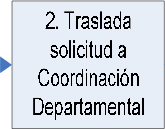 2. Traslada
solicitud a
Coordinación
Departamental